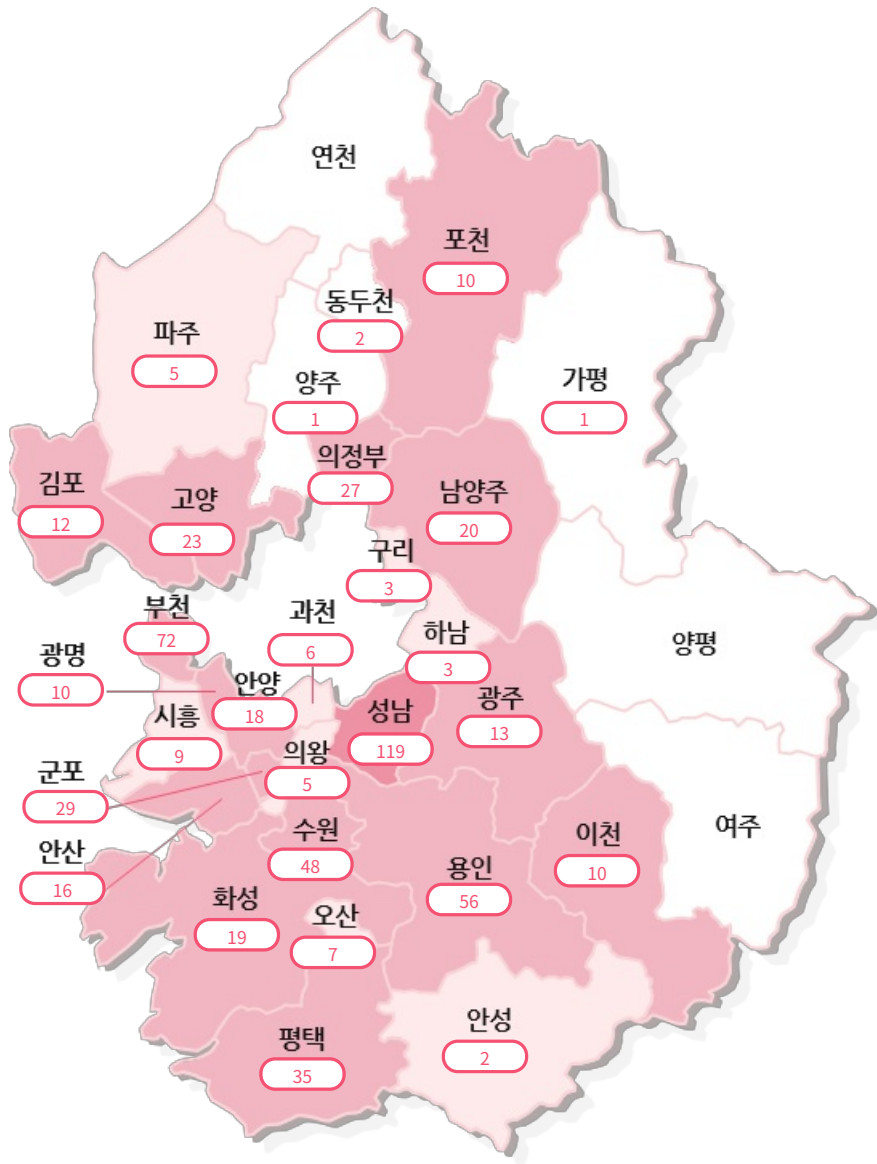 연천
포천
10
동두천
2
파주
5
양주
1
가평
1
의정부
27
김포
12
고양
23
남양주
20
구리
3
부천
72
과천
6
하남
3
양평
광명
10
안양
18
시흥
9
성남
119
광주
13
의왕
5
군포
29
수원
48
안산
16
이천
10
여주
용인
56
화성
19
오산
7
안성
2
평택
35